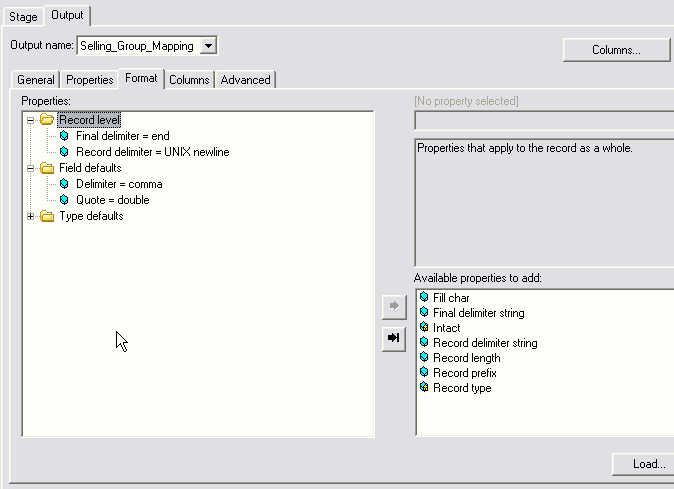 Stage
Output
Output name: Selling_Group_Mapping
Columns...
General Properties Format Columns Advanced
Properties:
Record level
Final delimiter = end
Record delimiter = UNIX newline
Field defaults
Delimiter = comma
Quote = double
Type defaults
[No property selected]
Properties that apply to the record as a whole.
Available properties to add:
Fill char
Final delimiter string
Intact
Record delimiter string
Record length
Record prefix
Record type
Load...